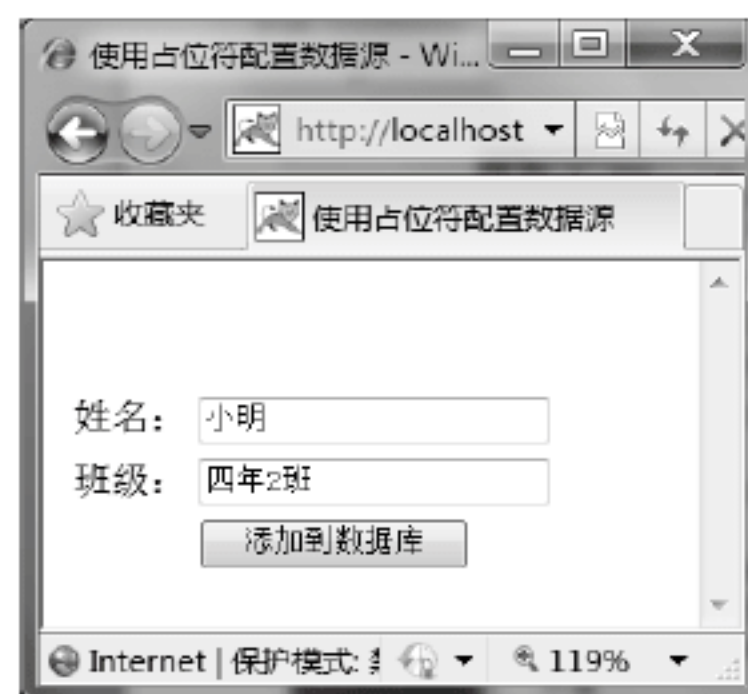 使用占位符配置数据源 - Wi...
http://localhost
收藏夹
使用占位符配置数据源
姓名： 小明
班级： 四年2班
添加到数据库
Internet | 保护模式:
119%